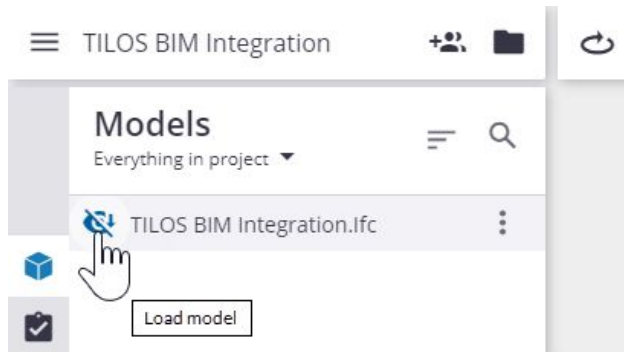 TILOS BIM Integration
Models
Everything in project
TILOS BIM Integration.Ifc
Load model